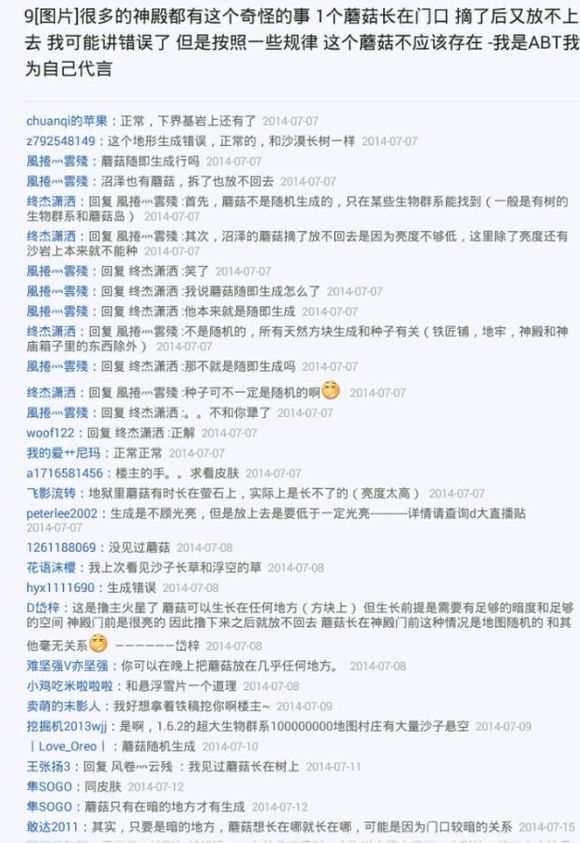 9[图片]很多的神殿都有这个奇怪的事 1个蘑菇长在门口 摘了后又放不上
去 我可能讲错误了 但是按照一些规律 这个蘑菇不应该存在 -我是ABT我
为自己代言
chuanqi的苹果：正常，下界基岩上还有了 2014-07-07
z792548149：这个地形生成错误，正常的，和沙漠长树一样 2014-07-07
風捲灬雲殘：蘑菇随即生成行吗 2014-07-07
風捲灬雲殘：沼泽也有蘑菇，拆了也放不回去 2014-07-07
终杰潇洒：回复 風捲灬雲殘 :首先，蘑菇不是随机生成的，只在某些生物群系能找到（一般是有树的
生物群系和蘑菇岛） 2014-07-07
终杰潇洒：回复 風捲灬雲殘 :其次，沼泽的蘑菇摘了放不回去是因为亮度不够低，这里除了亮度还有
沙岩上本来就不能种 2014-07-07
風捲灬雲殘：回复 终杰潇洒 :笑了 2014-07-07
風捲灬雲殘：回复 终杰潇洒 :我说蘑菇随即生成怎么了 2014-07-07
風捲灬雲殘：回复 终杰潇洒 :他本来就是随即生成 2014-07-07
终杰潇洒：回复 風捲灬雲殘 :不是随机的，所有天然方块生成和种子有关（铁匠铺，地牢，神殿和神
庙箱子里的东西除外） 2014-07-07
風捲灬雲殘：回复 终杰潇洒 :那不就是随即生成吗 2014-07-07
终杰潇洒：回复 風捲灬雲殘 :种子可不一定是随机的啊 2014-07-07
風捲灬雲殘：回复 终杰潇洒 :。。不和你犟了 2014-07-07
woof122：回复 终杰潇洒 :正解 2014-07-07
我的爱艹尼玛：正常正常 2014-07-07
a1716581456：楼主的手。。求看皮肤 2014-07-07
飞影流转：地狱里蘑菇有时长在萤石上，实际上是长不了的（亮度太高） 2014-07-07
peterlee2002：生成是不顾光亮，但是放上去是要低于一定光亮———详情请查询d大直播贴
2014-07-07
1261188069：没见过蘑菇 2014-07-08
花语沫樱：我上次看见沙子长草和浮空的草 2014-07-08
hyx1111690：生成错误 2014-07-08
D岱梓：这是撸主火星了 蘑菇可以生长在任何地方（方块上） 但生长前提是需要有足够的暗度和足够
的空间 神殿门前是很亮的 因此撸下来之后就放不回去 蘑菇长在神殿门前这种情况是地图随机的 和其
他毫无关系 ——————岱梓 2014-07-08
难坚强V亦坚强：你可以在晚上把蘑菇放在几乎任何地方。 2014-07-08
小鸡吃米啦啦啦：和悬浮雪片一个道理 2014-07-08
卖萌的末影人：我好想拿着铁稿挖你啊楼主~ 2014-07-09
挖掘机2013wjj：是啊，1.6.2的超大生物群系100000000地图村庄有大量沙子悬空 2014-07-09
丨Love_Oreo丨：蘑菇随机生成 2014-07-10
王张扬3：回复 风卷灬云残 ：我见过蘑菇长在树上 2014-07-11
隼SOGO：同皮肤 2014-07-12
隼SOGO：蘑菇只有在暗的地方才有生成 2014-07-12
敢达2011：其实，只要是暗的地方，蘑菇想长在哪就长在哪，可能是因为门口较暗的关系 2014-07-15